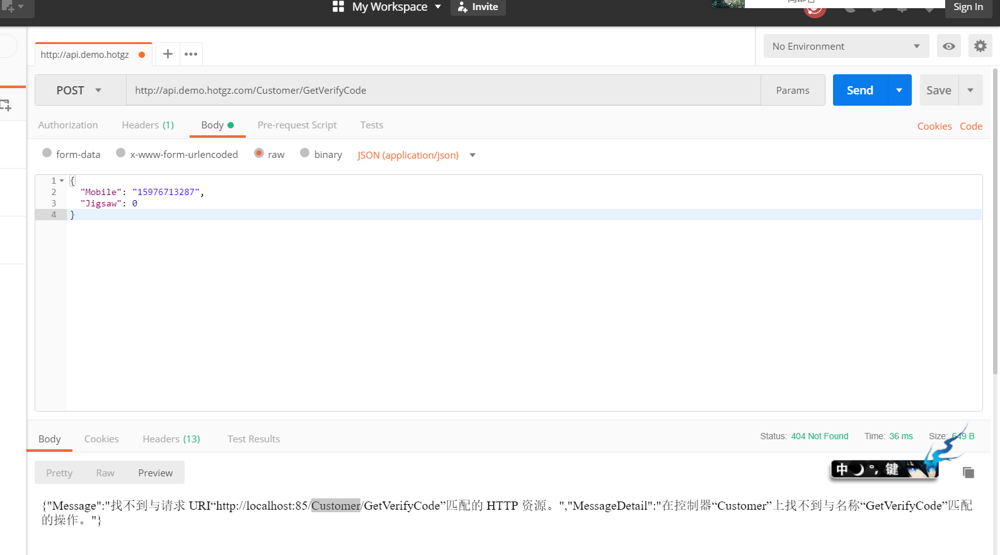 My Workspace
Invite
Sign In
http://api.demo.hotgz
No Environment
POST
http://api.demo.hotgz.com/Customer/GetVerifyCode
Params
Send
Save
Authorization
Headers (1)
Body
Pre-request Script
Tests
Cookies
Code
form-data
x-www-form-urlencoded
raw
binary
JSON (application/json)
1 {
2 "Mobile": "15976713287",
3 "Jigsaw": 0
4 }
Body
Cookies
Headers (13)
Test Results
Status: 404 Not Found
Time: 36 ms
Size: 649 B
Pretty
Raw
Preview
中 °, 键
{"Message":"找不到与请求 URI“http://localhost:85/Customer/GetVerifyCode”匹配的 HTTP 资源。","MessageDetail":"在控制器“Customer”上找不到与名称“GetVerifyCode”匹配
的操作。"}